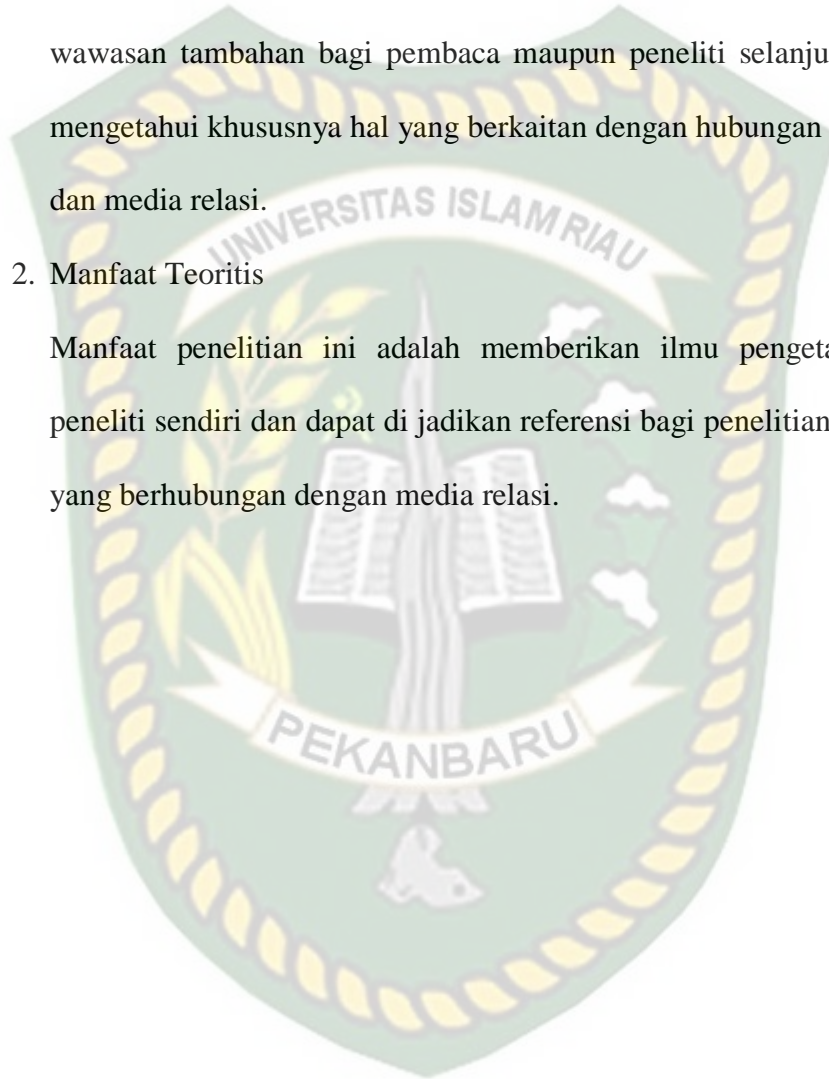 wawasan tambahan bagi pembaca maupun peneliti
mengetahui khususnya hal yang berkaitan dengan hubungan
dan media relasi.
UNIVERSITAS ISLAM RIAU
2. Manfaat Teoritis
Manfaat penelitian ini adalah memberikan ilmu
peneliti sendiri dan dapat di jadikan referensi bagi penelitian
yang berhubungan dengan media relasi.
PEKANBARU